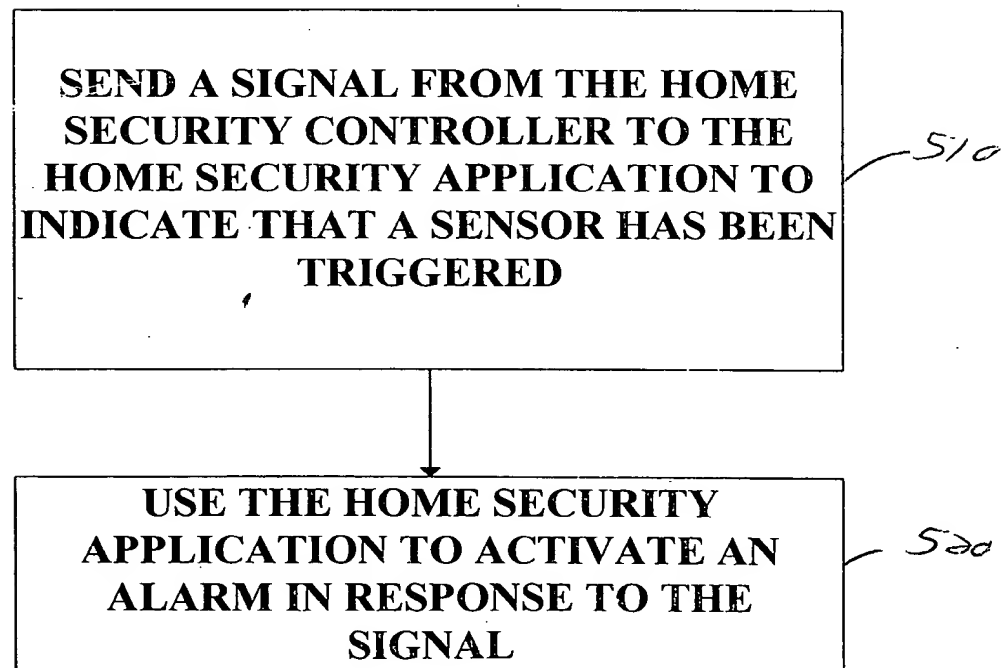 SEND A SIGNAL FROM THE HOME
SECURITY CONTROLLER TO THE
HOME SECURITY APPLICATION TO
INDICATE THAT A SENSOR HAS BEEN
TRIGGERED
510
USE THE HOME SECURITY
APPLICATION TO ACTIVATE AN
ALARM IN RESPONSE TO THE
SIGNAL
520